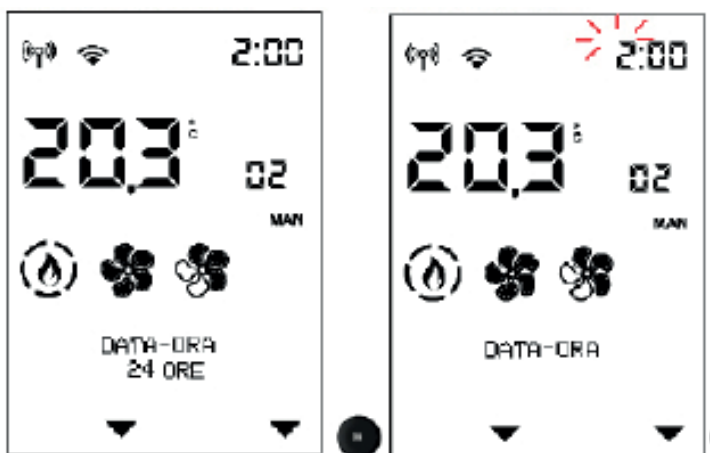 2:00
20.3 °C
02
MAN
DATA-ORA
24 ORE
2:00
20.3 °C
02
MAN
DATA-ORA